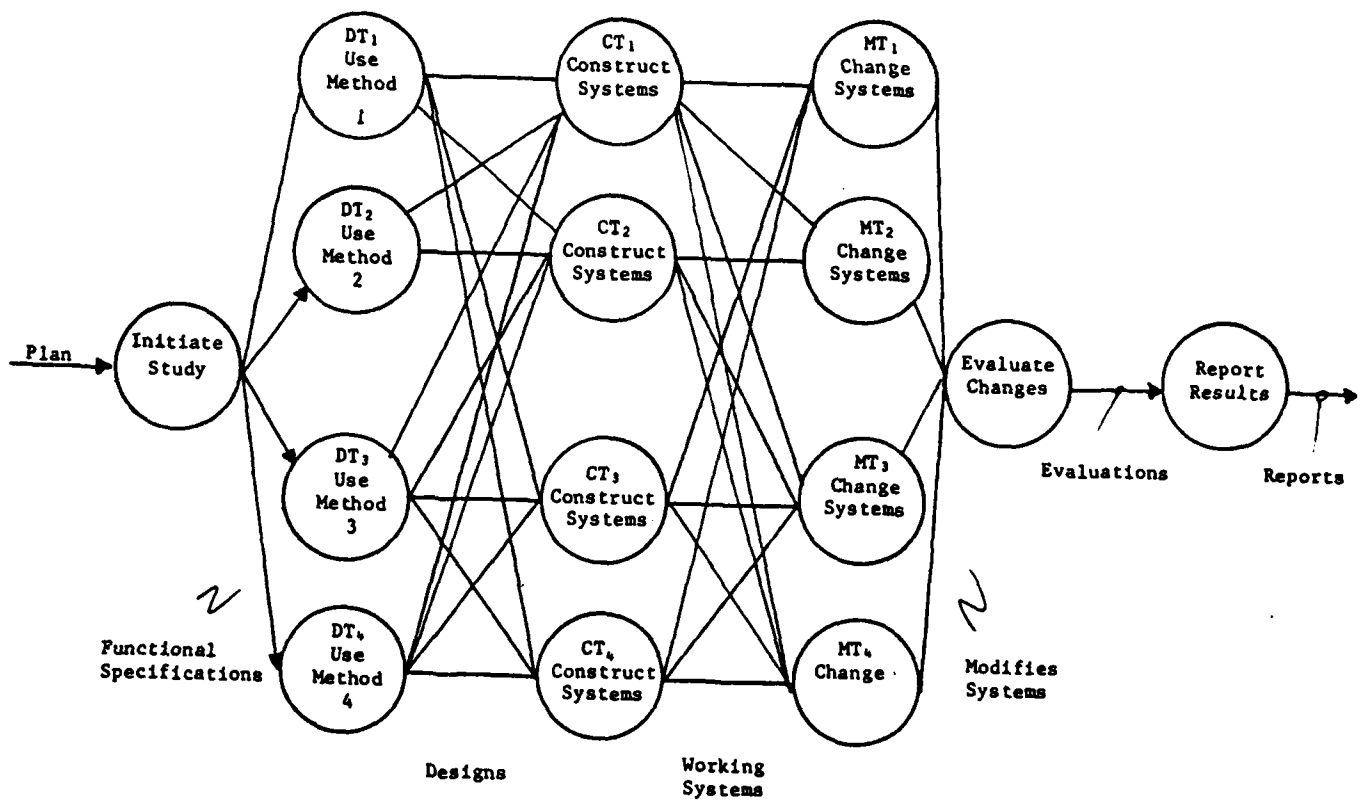 Plan
Initiate
Study
Functional
Specifications
DT₁
Use
Method
1
DT₂
Use
Method
2
DT₃
Use
Method
3
DT₄
Use
Method
4
Designs
CT₁
Construct
Systems
CT₂
Construct
Systems
CT₃
Construct
Systems
CT₄
Construct
Systems
Working
Systems
MT₁
Change
Systems
MT₂
Change
Systems
MT₃
Change
Systems
MT₄
Change
Modifies
Systems
Evaluate
Changes
Evaluations
Report
Results
Reports